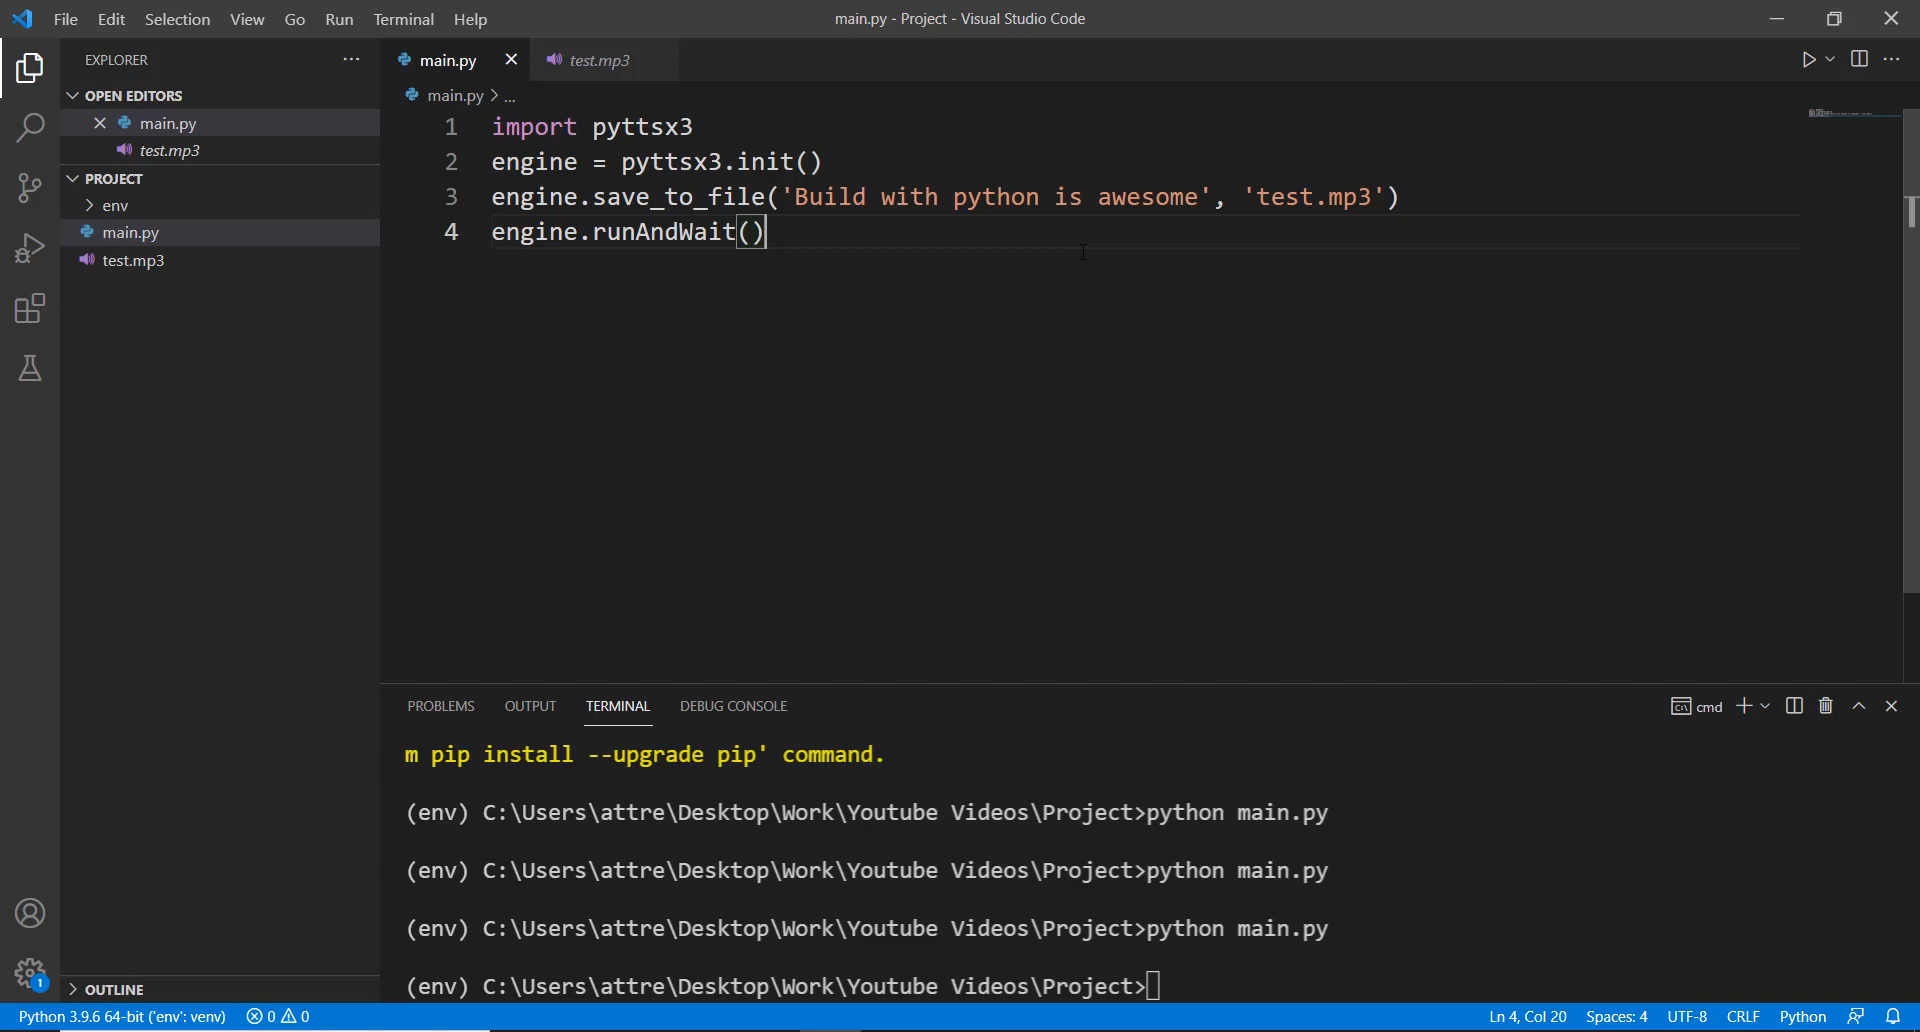 File Edit Selection View Go Run Terminal Help
main.py - Project - Visual Studio Code
EXPLORER
OPEN EDITORS
main.py
test.mp3
PROJECT
env
main.py
test.mp3
OUTLINE
main.py
test.mp3
main.py > ...
1 import pyttsx3
2 engine = pyttsx3.init()
3 engine.save_to_file('Build with python is awesome', 'test.mp3')
4 engine.runAndWait()
PROBLEMS OUTPUT TERMINAL DEBUG CONSOLE
cmd
m pip install --upgrade pip' command.
(env) C:\Users\attre\Desktop\Work\Youtube Videos\Project>python main.py
(env) C:\Users\attre\Desktop\Work\Youtube Videos\Project>python main.py
(env) C:\Users\attre\Desktop\Work\Youtube Videos\Project>python main.py
(env) C:\Users\attre\Desktop\Work\Youtube Videos\Project>
1
Python 3.9.6 64-bit ('env': venv) 0 0
Ln 4, Col 20 Spaces: 4 UTF-8 CRLF Python